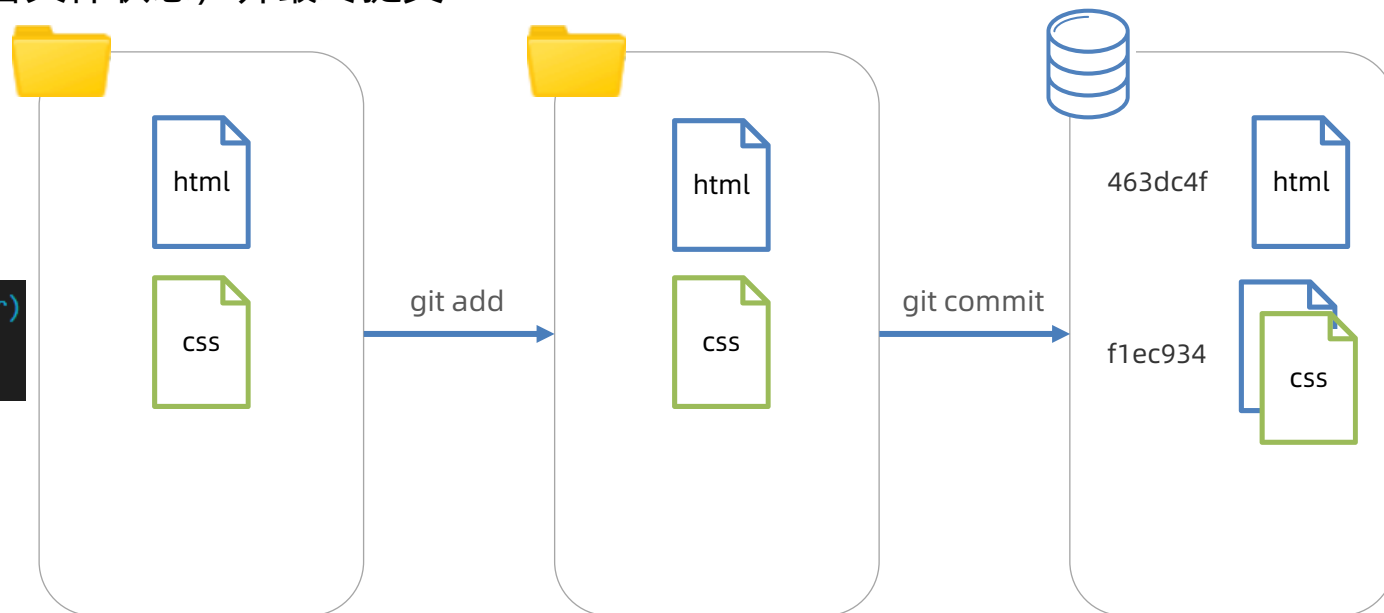 html
css
git add
html
css
git commit
463dc4f
html
f1ec934
css